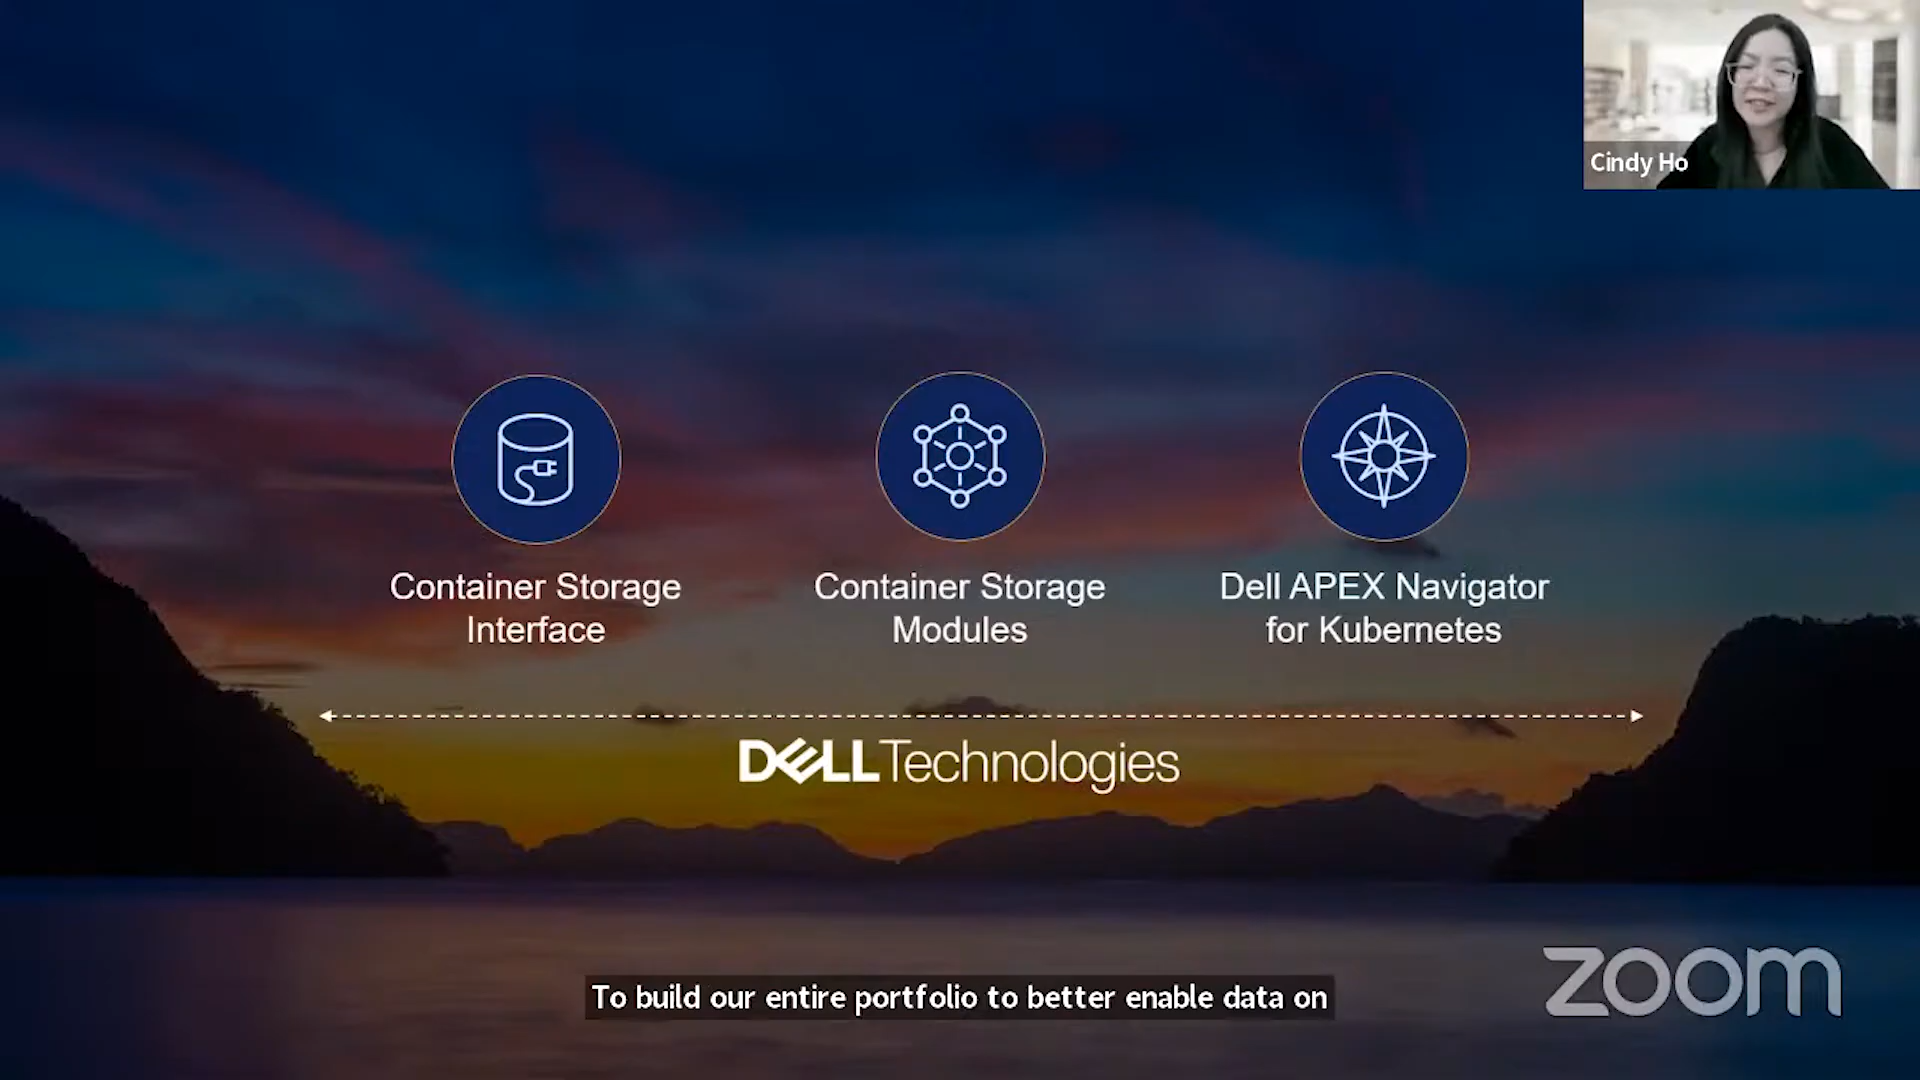 Cindy Ho
Container Storage
Interface
Container Storage
Modules
Dell APEX Navigator
for Kubernetes
DELL Technologies
zoom
To build our entire portfolio to better enable data on